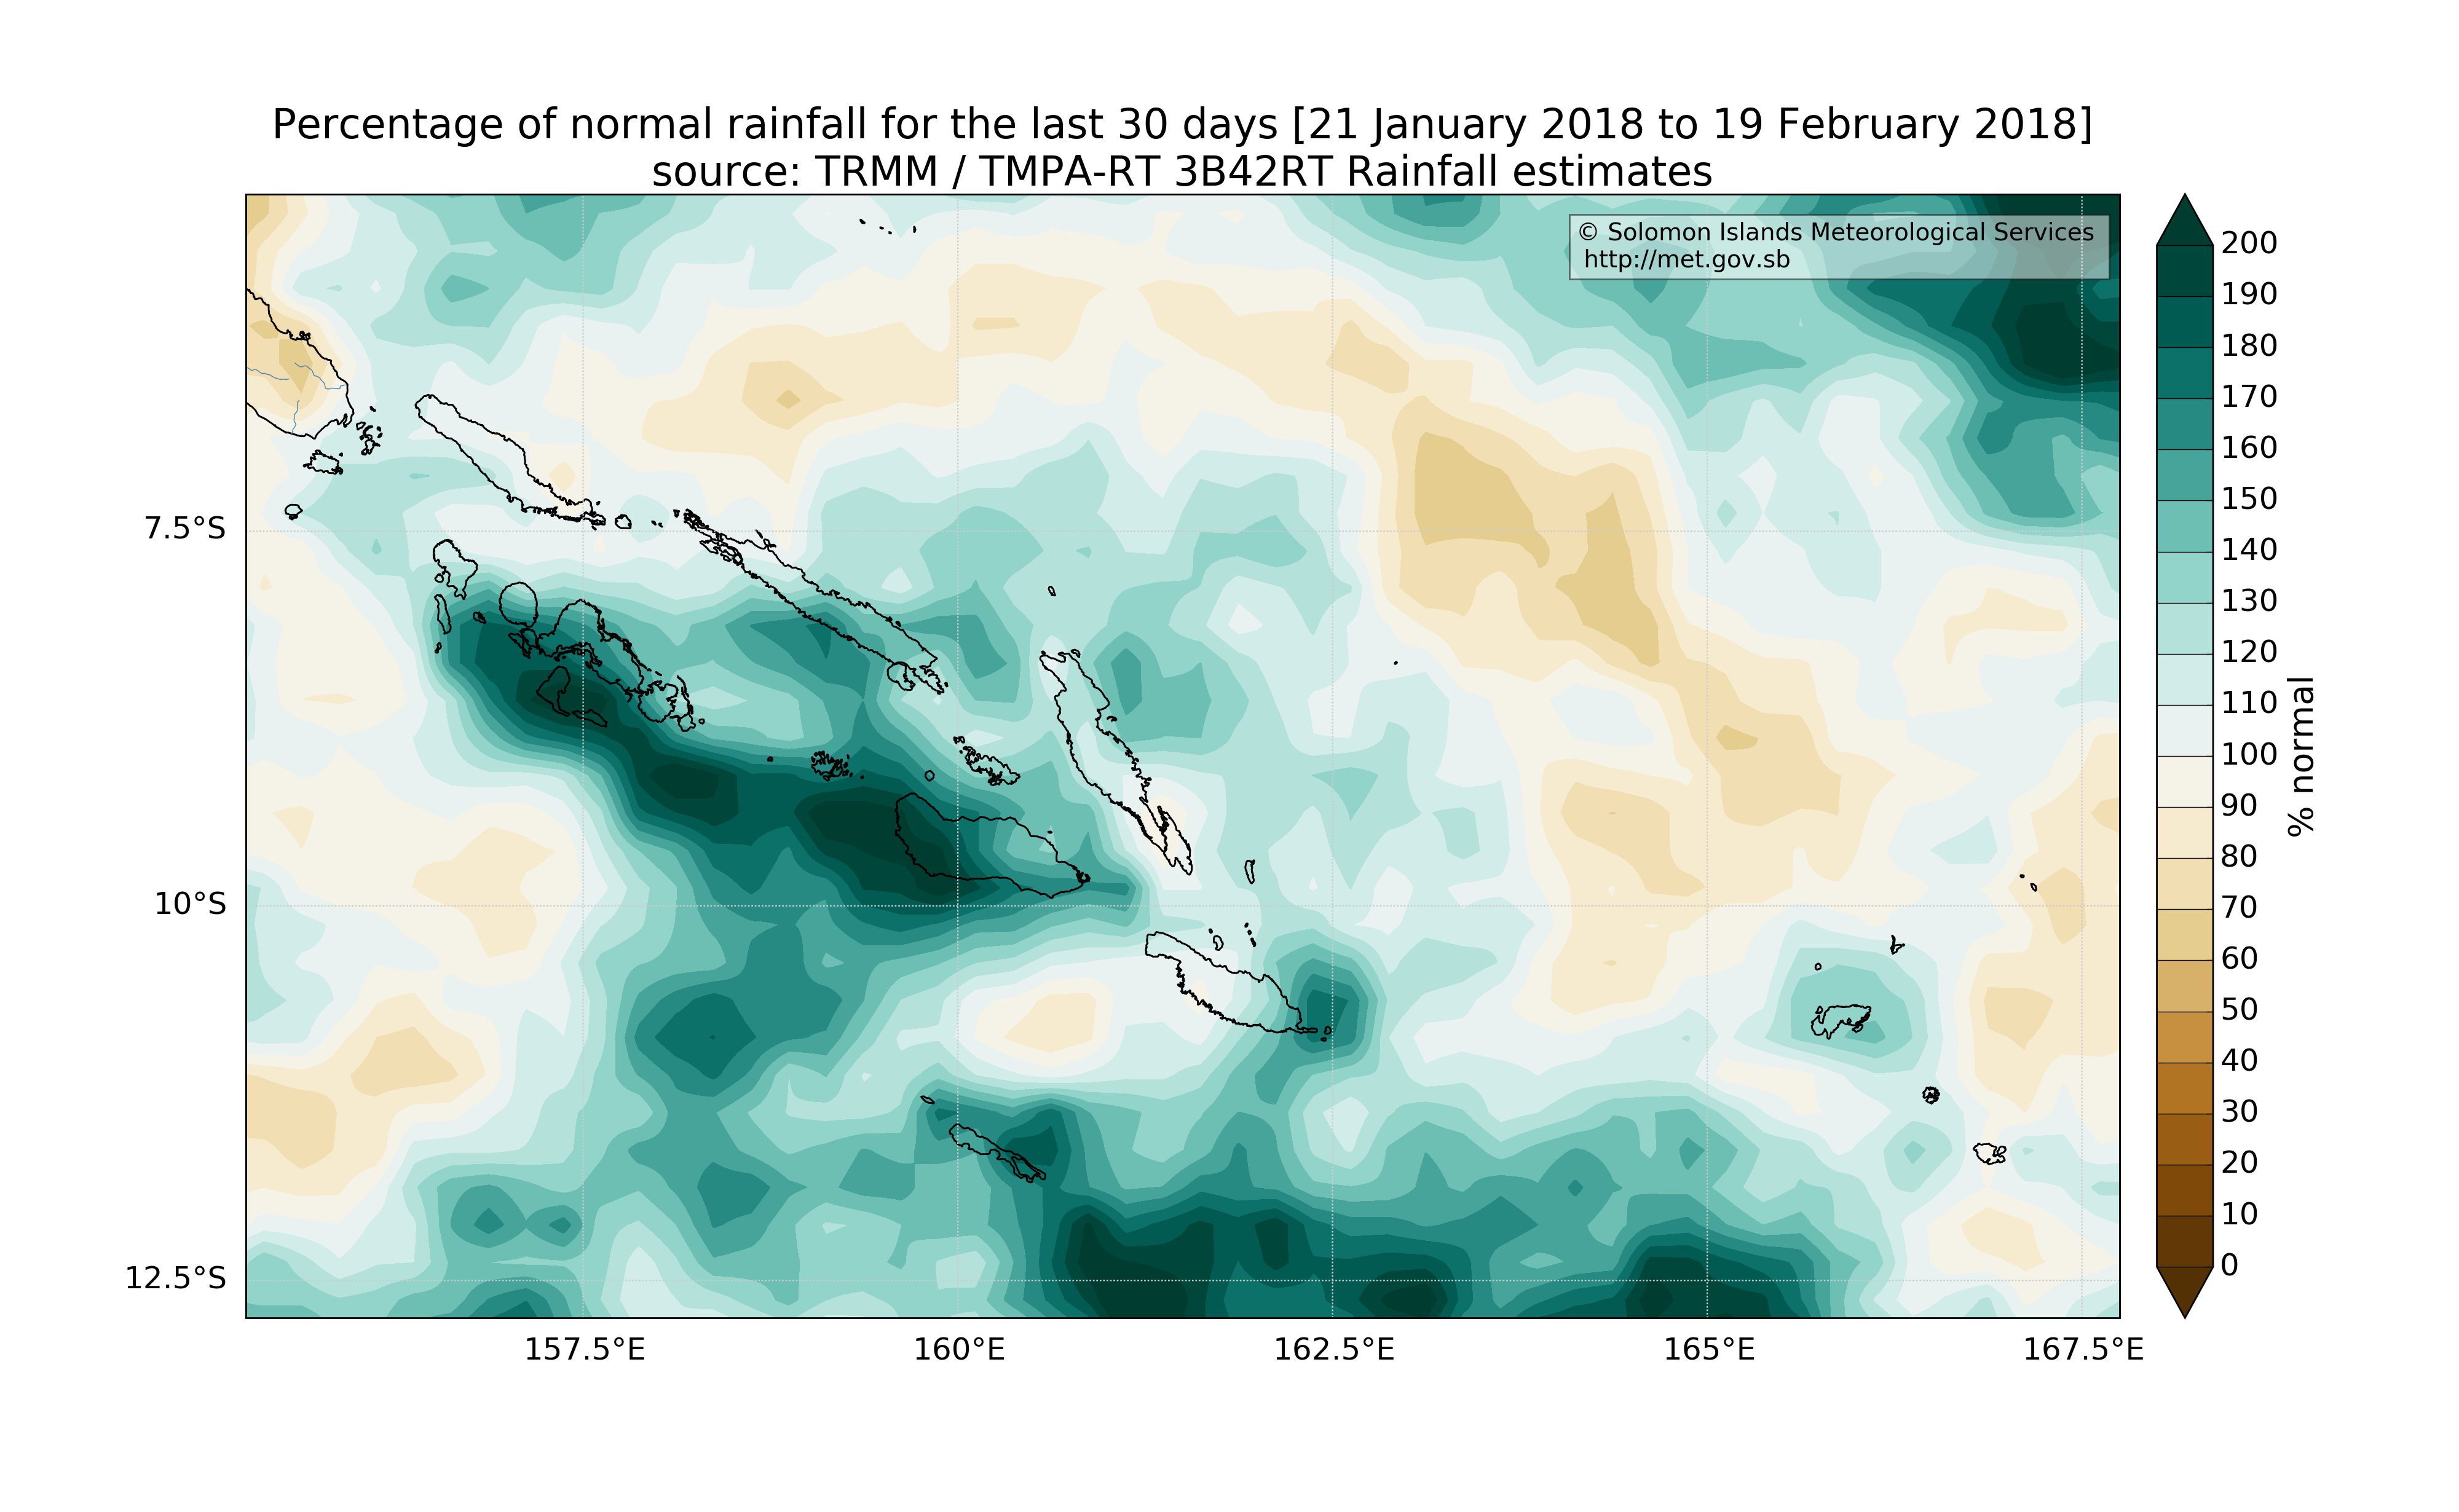 Percentage of normal rainfall for the last 30 days [21 January 2018 to 19 February 2018]
source: TRMM / TMPA-RT 3B42RT Rainfall estimates
© Solomon Islands Meteorological Services
http://met.gov.sb
7.5°S
10°S
12.5°S
157.5°E
160°E
162.5°E
165°E
167.5°E
200
190
180
170
160
150
140
130
120
110
100
90
80
70
60
50
40
30
20
10
0
% normal